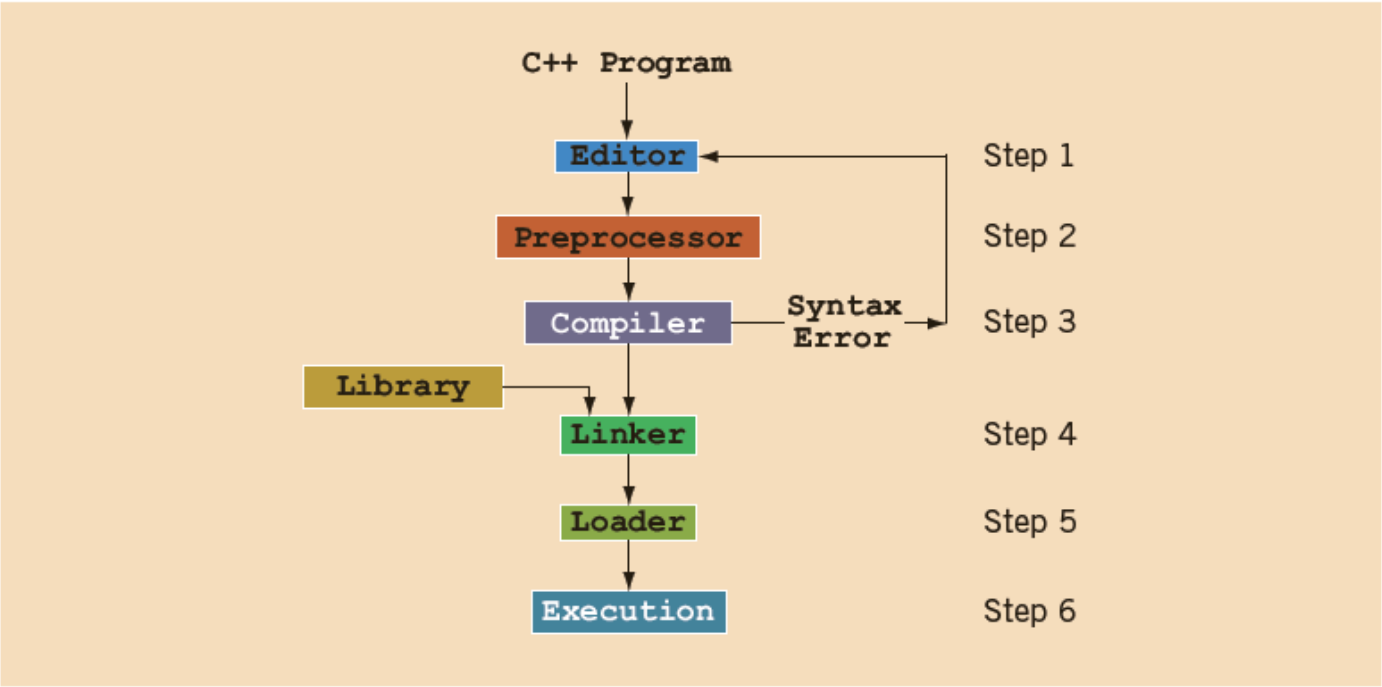 C++ Program
Editor
Step 1
Preprocessor
Step 2
Compiler
Syntax
Error
Step 3
Library
Linker
Step 4
Loader
Step 5
Execution
Step 6